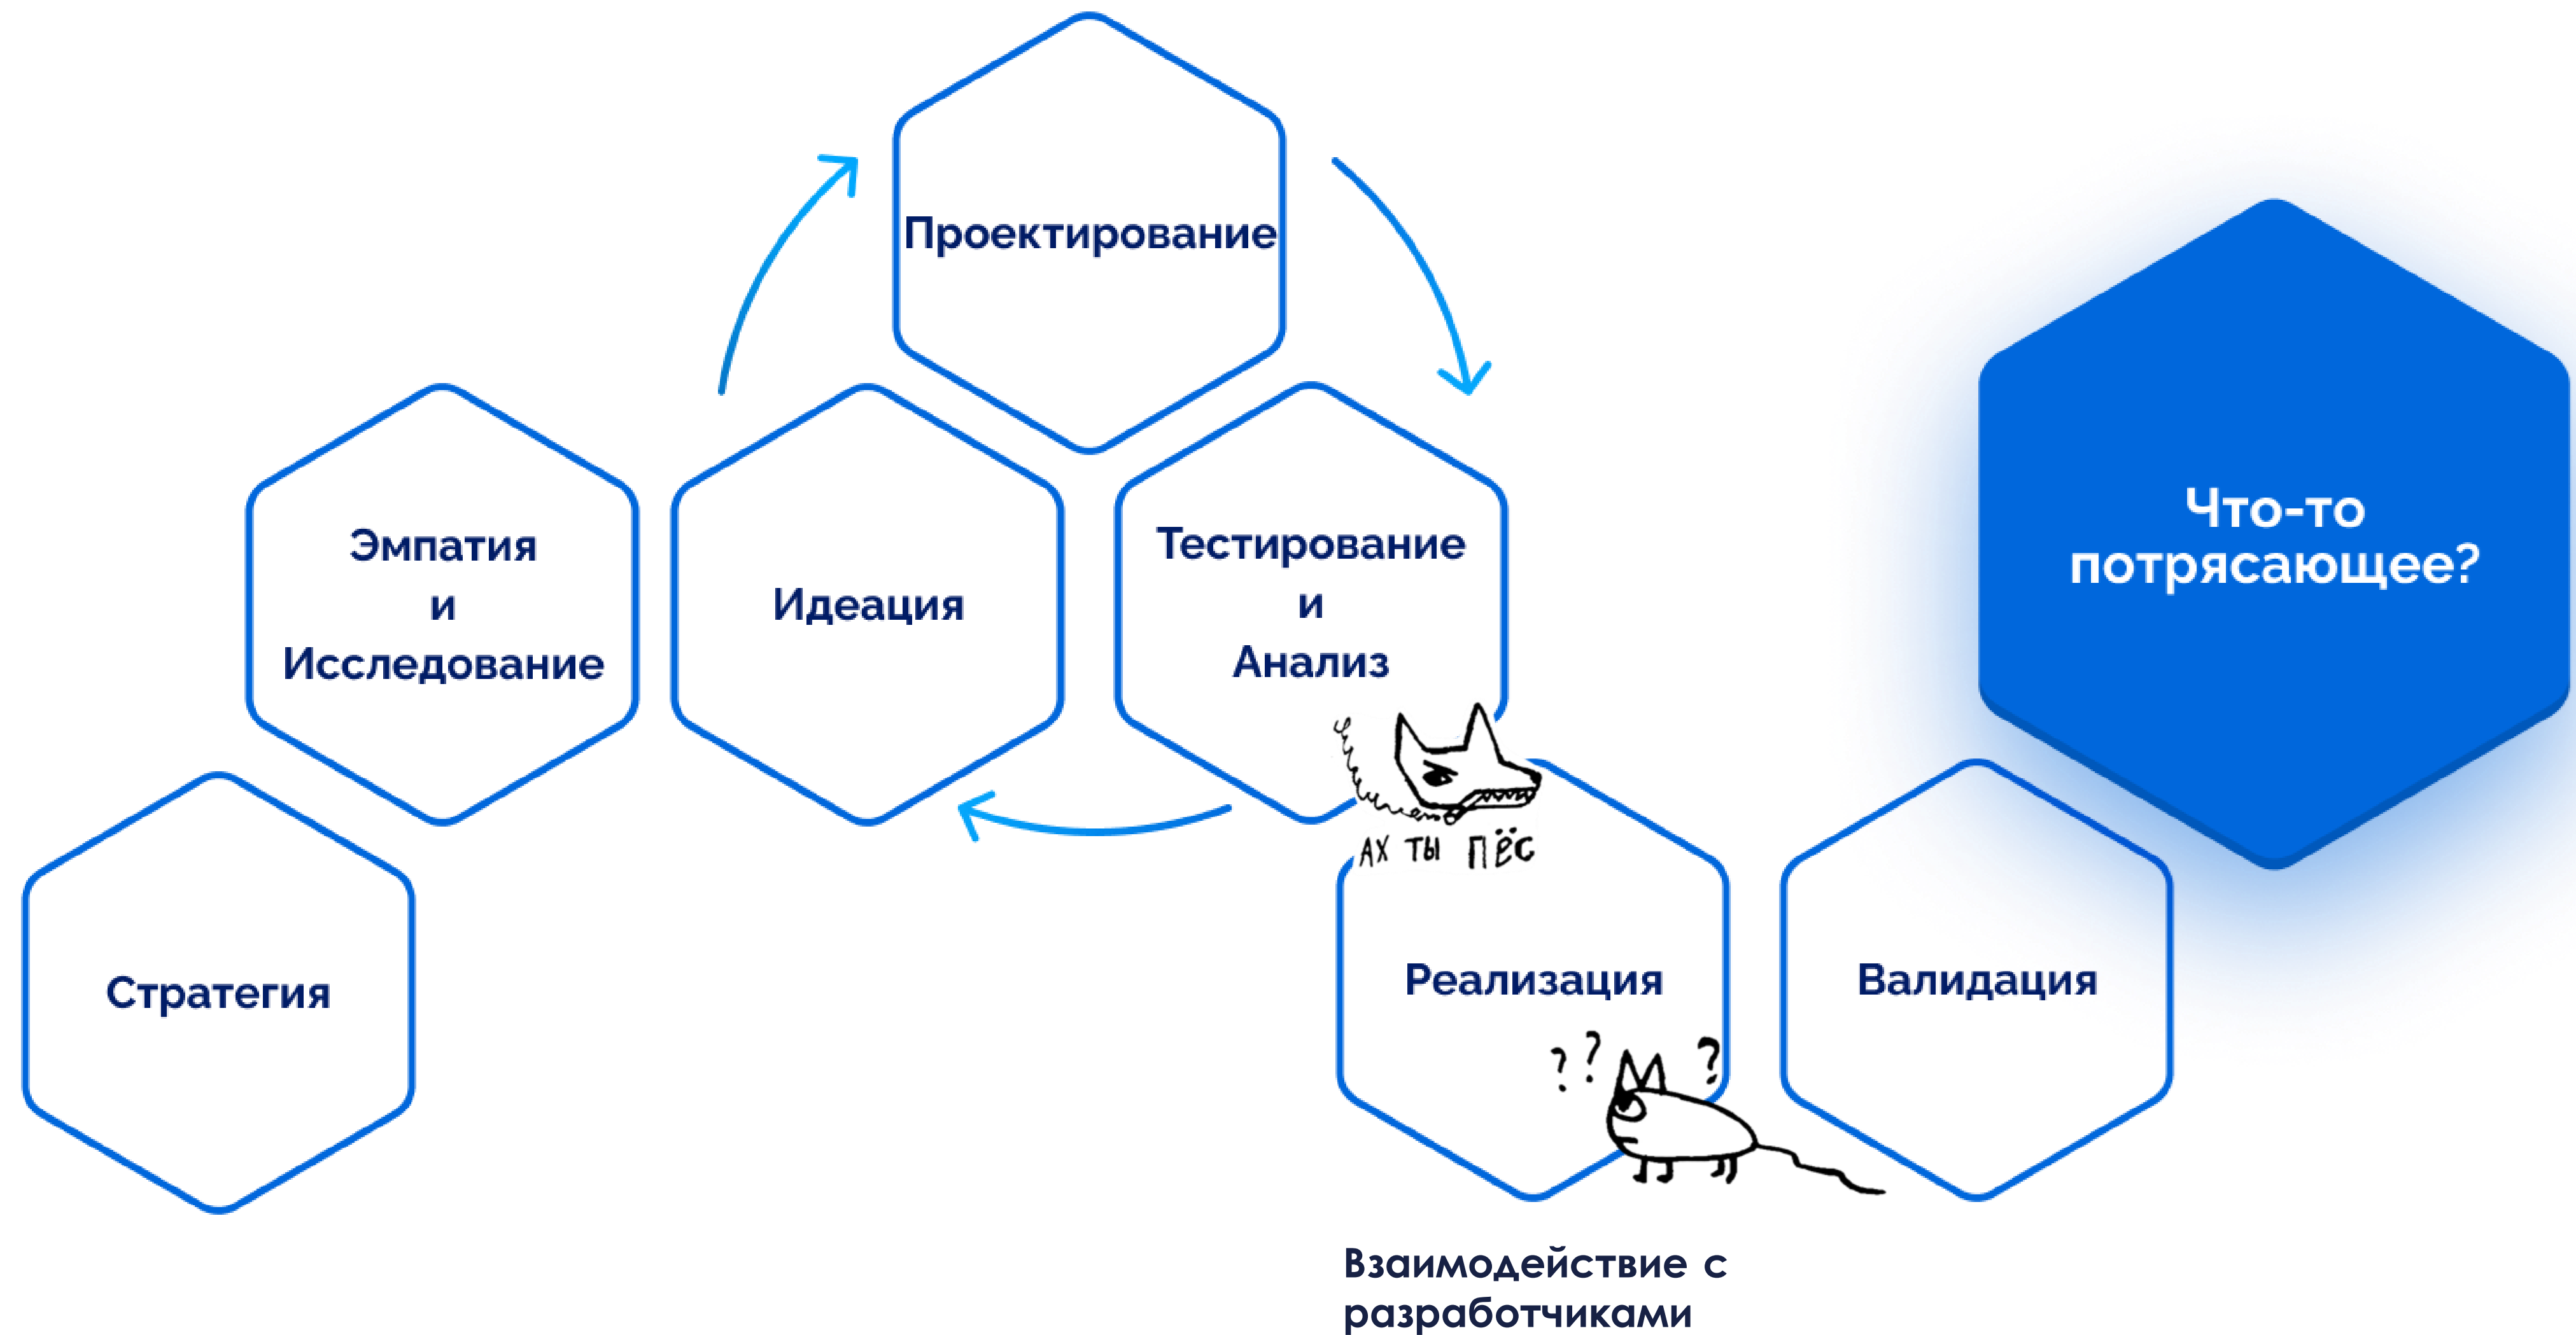 Проектирование
Эмпатия
и
Исследование
Идеация
Тестирование
и
Анализ
Что-то
потрясающее?
АХ ТЫ ПЁС
Стратегия
Реализация
Валидация
? ? ?
Взаимодействие с
разработчиками